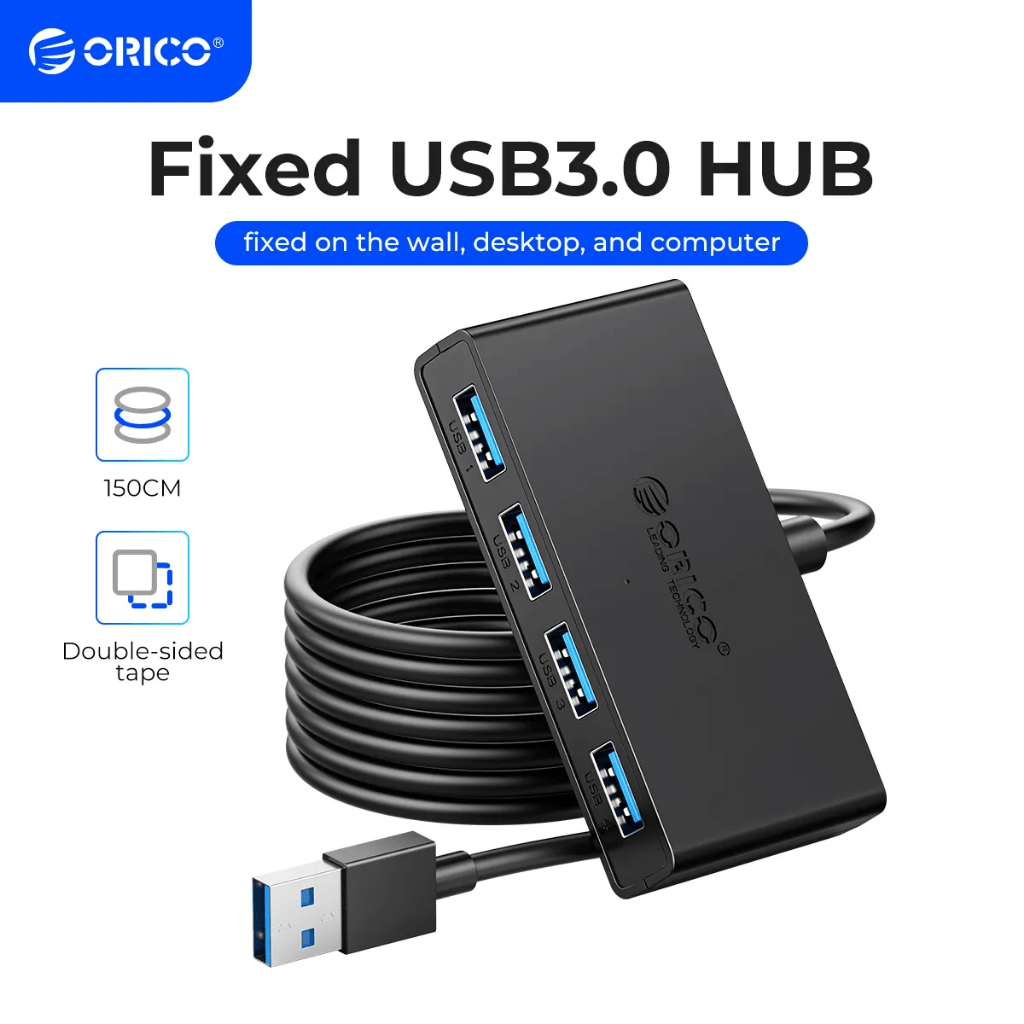 ORICO®
Fixed USB3.0 HUB
fixed on the wall, desktop, and computer
150CM
Double-sided
tape
USB 1
USB 2
USB 3
USB 4
ORICO®
LEADING TECHNOLOGY